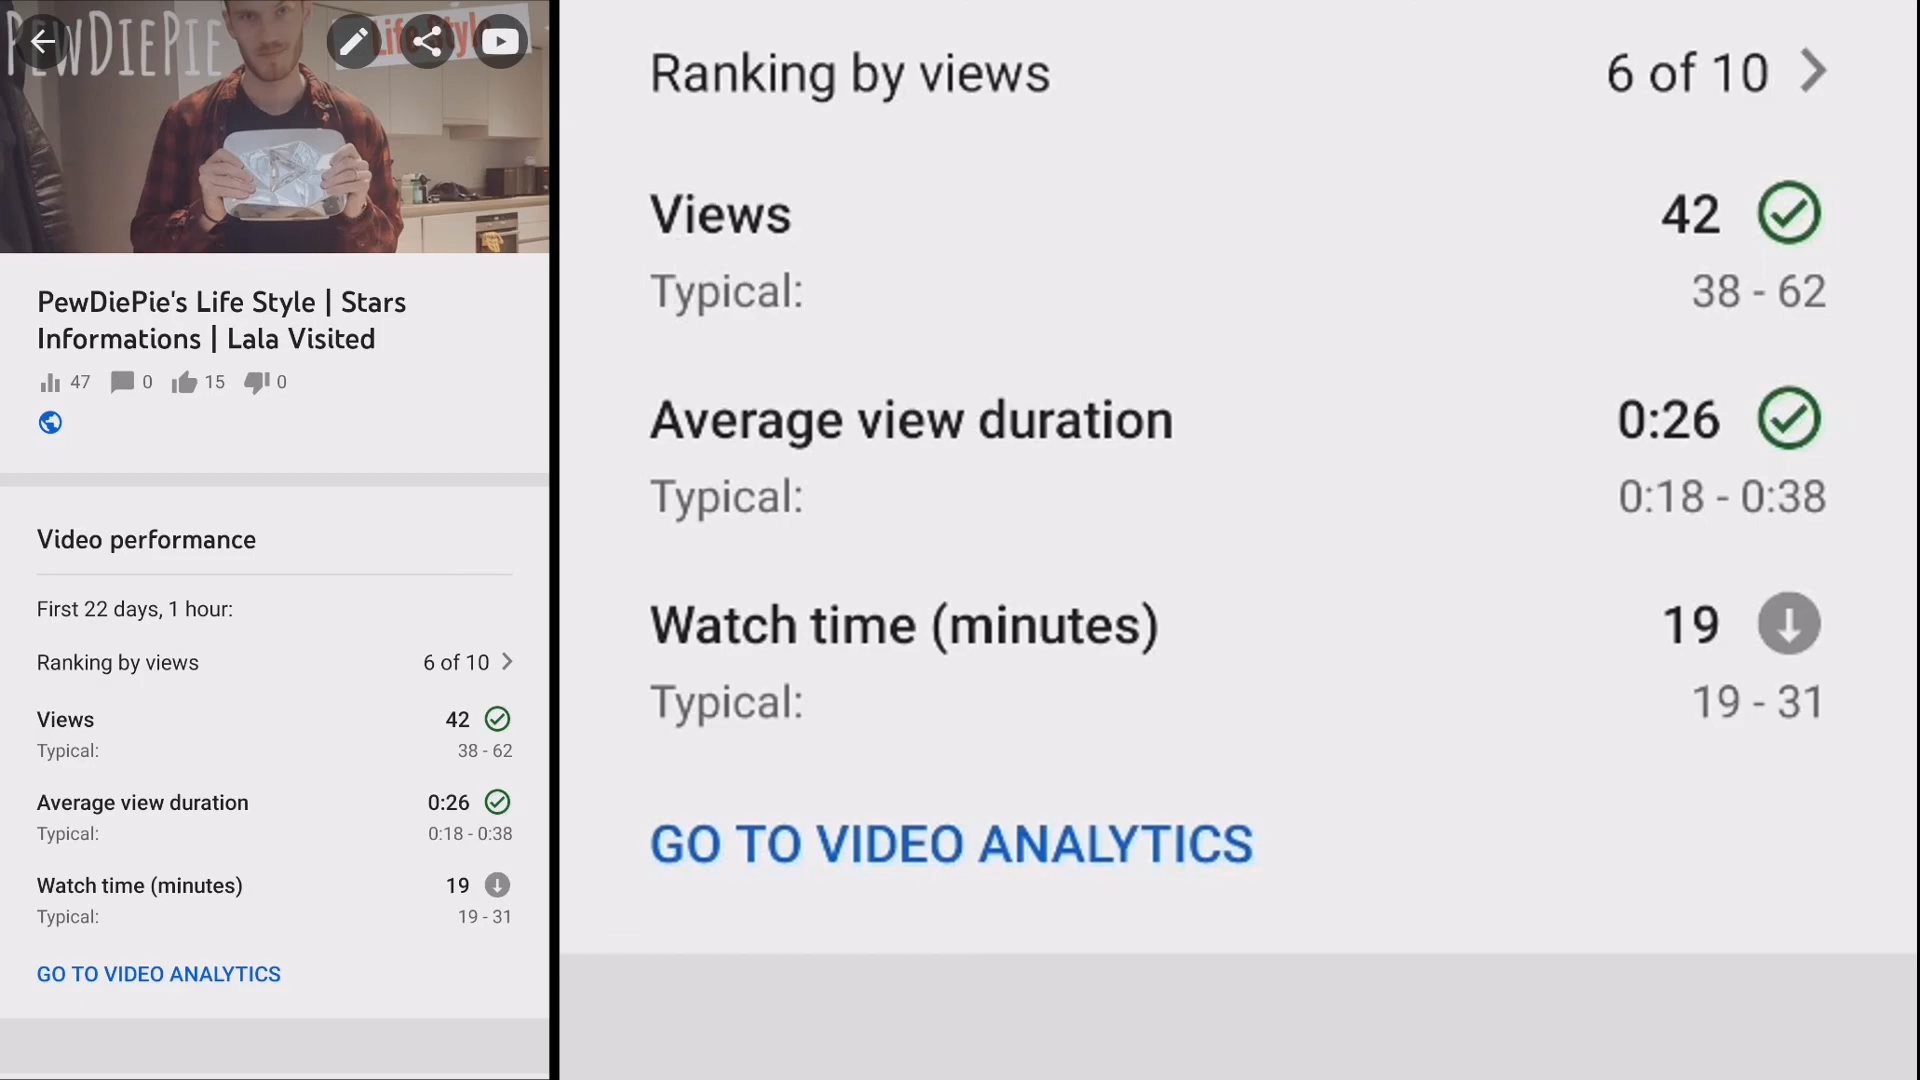 PEWDIEPIE
Life Style
PewDiePie's Life Style | Stars
Informations | Lala Visited
47 0 15 0
Video performance
First 22 days, 1 hour:
Ranking by views 6 of 10
Views 42
Typical: 38 - 62
Average view duration 0:26
Typical: 0:18 - 0:38
Watch time (minutes) 19
Typical: 19 - 31
GO TO VIDEO ANALYTICS
Ranking by views 6 of 10
Views 42
Typical: 38 - 62
Average view duration 0:26
Typical: 0:18 - 0:38
Watch time (minutes) 19
Typical: 19 - 31
GO TO VIDEO ANALYTICS